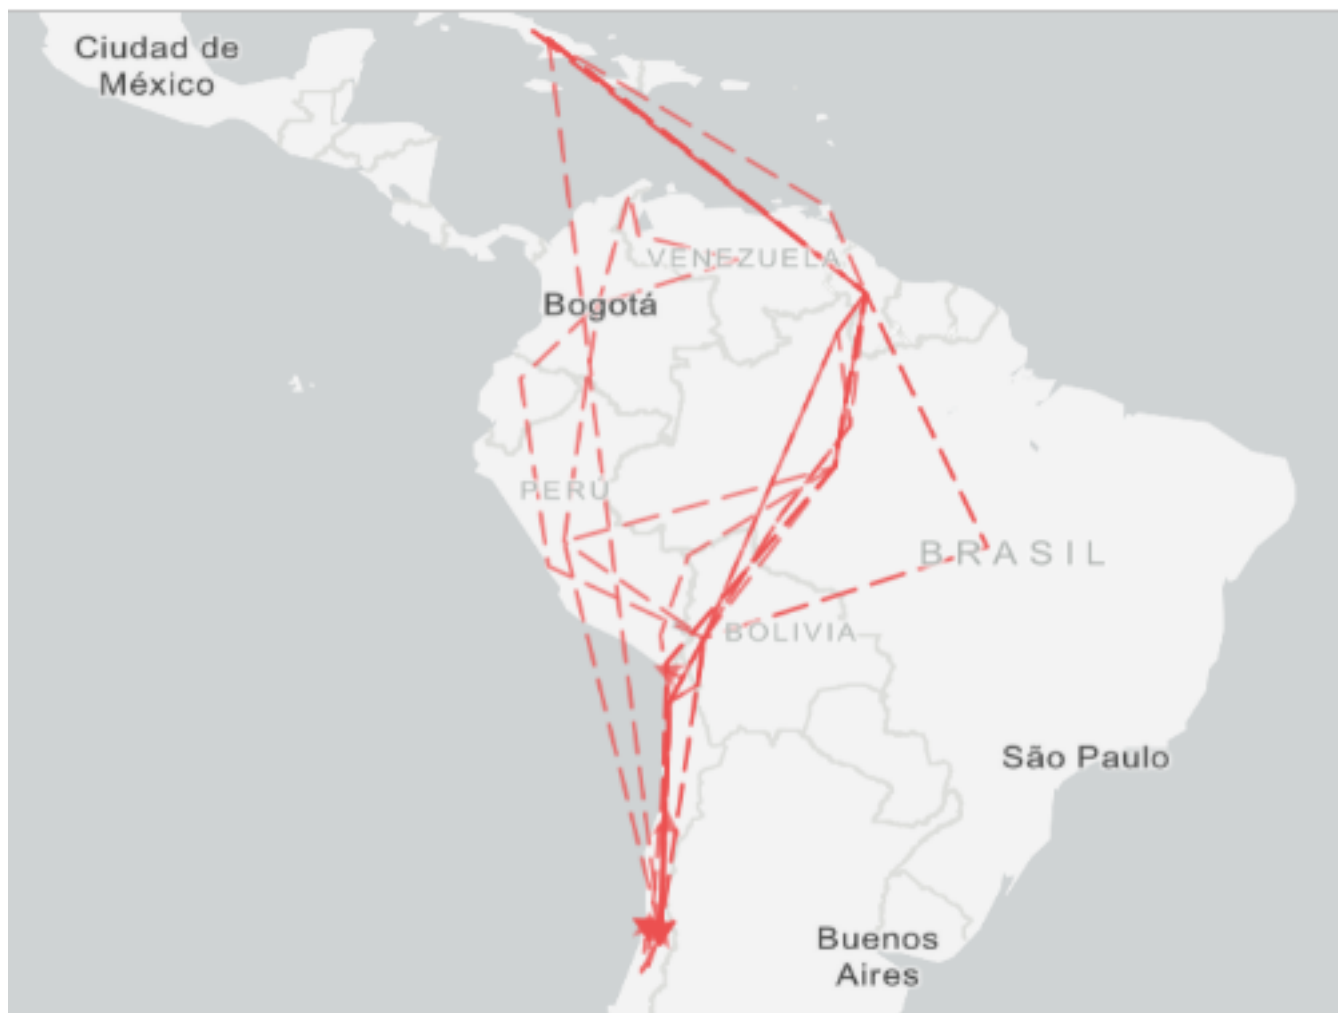 Ciudad de
México
VENEZUELA
Bogotá
PERÚ
BRASIL
BOLIVIA
São Paulo
Buenos
Aires